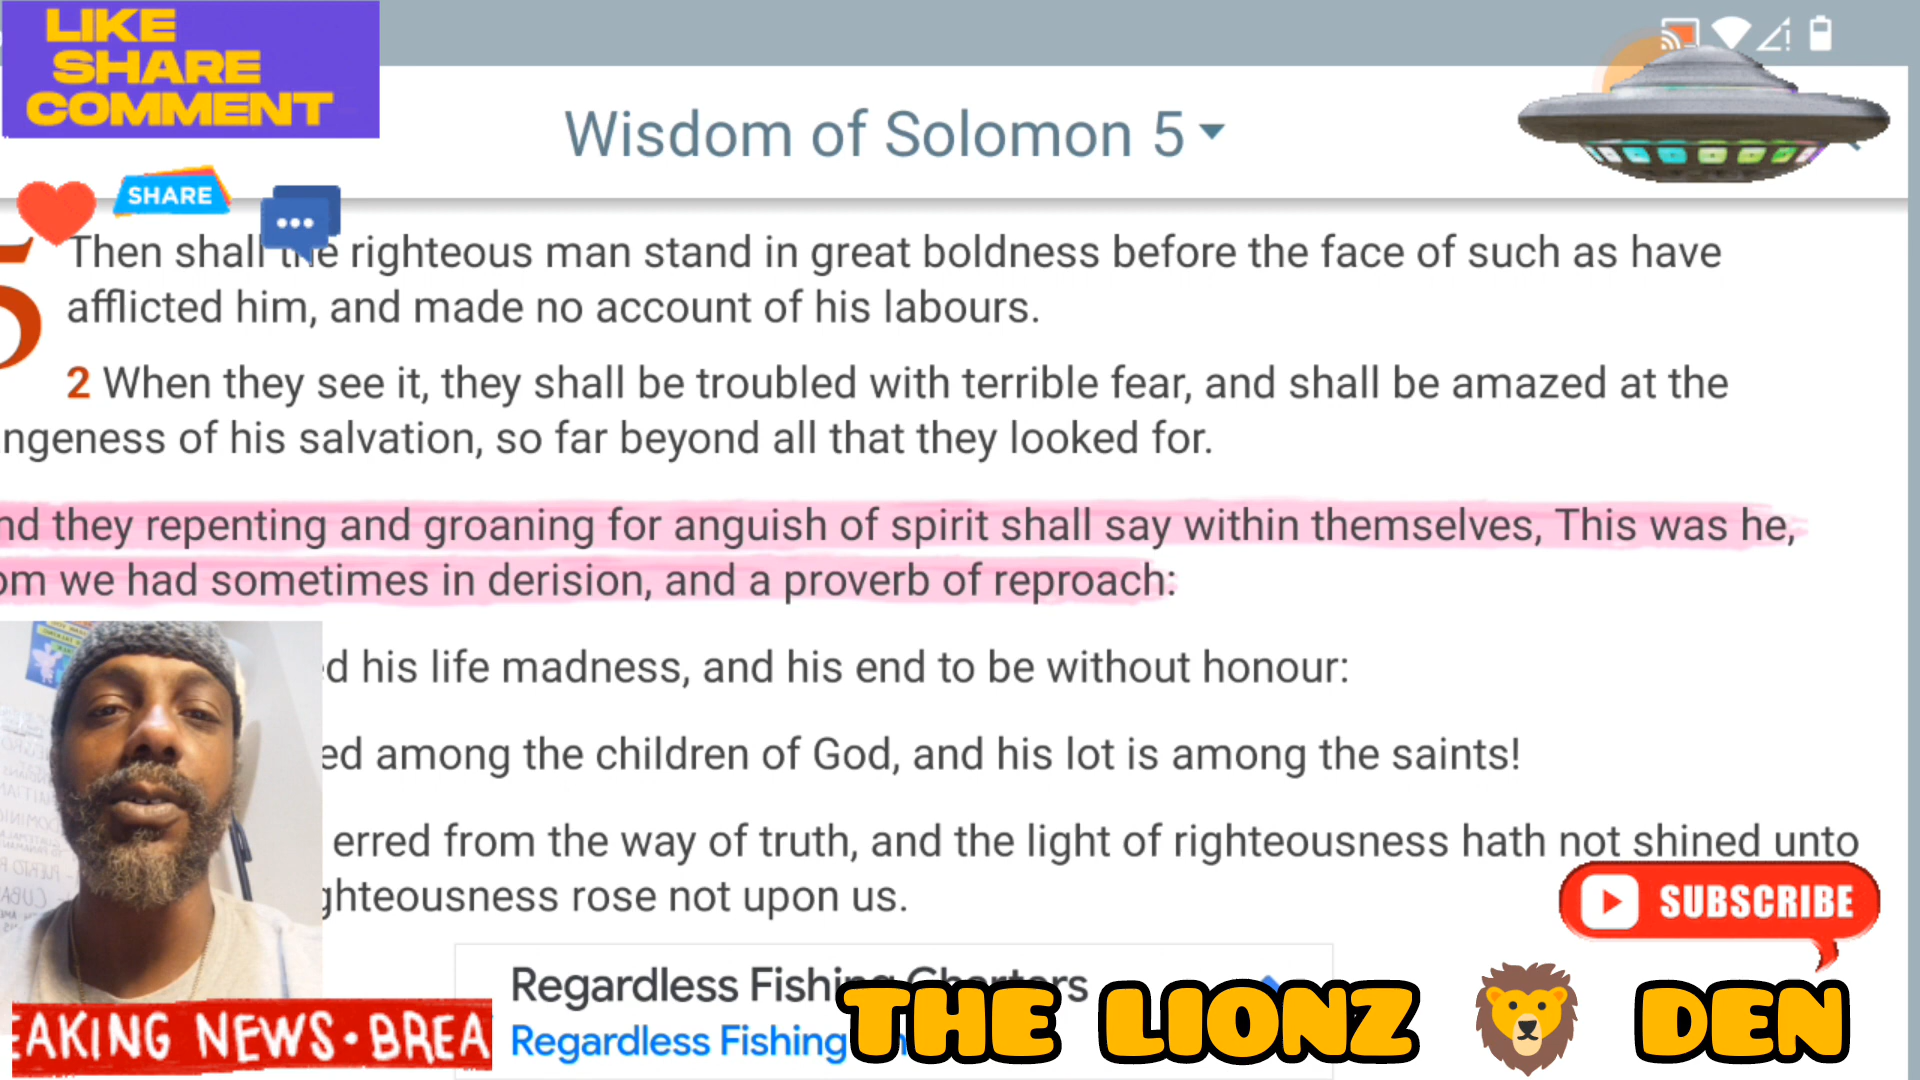 LIKE
SHARE
COMMENT
Wisdom of Solomon 5
SHARE
5 Then shall the righteous man stand in great boldness before the face of such as have
afflicted him, and made no account of his labours.
2 When they see it, they shall be troubled with terrible fear, and shall be amazed at the
ngeness of his salvation, so far beyond all that they looked for.
nd they repenting and groaning for anguish of spirit shall say within themselves, This was he,
om we had sometimes in derision, and a proverb of reproach:
ed his life madness, and his end to be without honour:
ed among the children of God, and his lot is among the saints!
erred from the way of truth, and the light of righteousness hath not shined unto
ghteousness rose not upon us.
SUBSCRIBE
Regardless Fishing Charters
Regardless Fishing
THE LIONZ DEN
EAKING NEWS • BREA